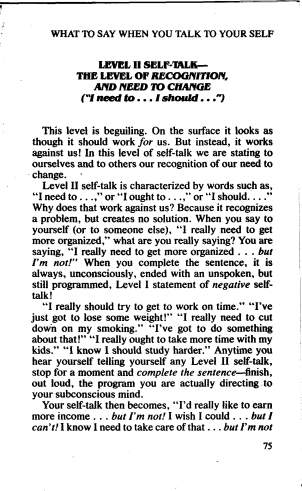 WHAT TO SAY WHEN YOU TALK TO YOUR SELF
LEVEL II SELF-TALK—
THE LEVEL OF RECOGNITION,
AND NEED TO CHANGE
("I need to . . . I should . . .")
This level is beguiling. On the surface it looks as
though it should work for us. But instead, it works
against us! In this level of self-talk we are stating to
ourselves and to others our recognition of our need to
change.
Level II self-talk is characterized by words such as,
"I need to . . .," or "I ought to . . .," or "I should. . . ."
Why does that work against us? Because it recognizes
a problem, but creates no solution. When you say to
yourself (or to someone else), "I really need to get
more organized," what are you really saying? You are
saying, "I really need to get more organized . . . but
I'm not!" When you complete the sentence, it is
always, unconsciously, ended with an unspoken, but
still programmed, Level I statement of negative self-
talk!
"I really should try to get to work on time." "I've
just got to lose some weight!" "I really need to cut
down on my smoking." "I've got to do something
about that!" "I really ought to take more time with my
kids." "I know I should study harder." Anytime you
hear yourself telling yourself any Level II self-talk,
stop for a moment and complete the sentence—finish,
out loud, the program you are actually directing to
your subconscious mind.
Your self-talk then becomes, "I'd really like to earn
more income . . . but I'm not! I wish I could . . . but I
can't! I know I need to take care of that . . . but I'm not
75